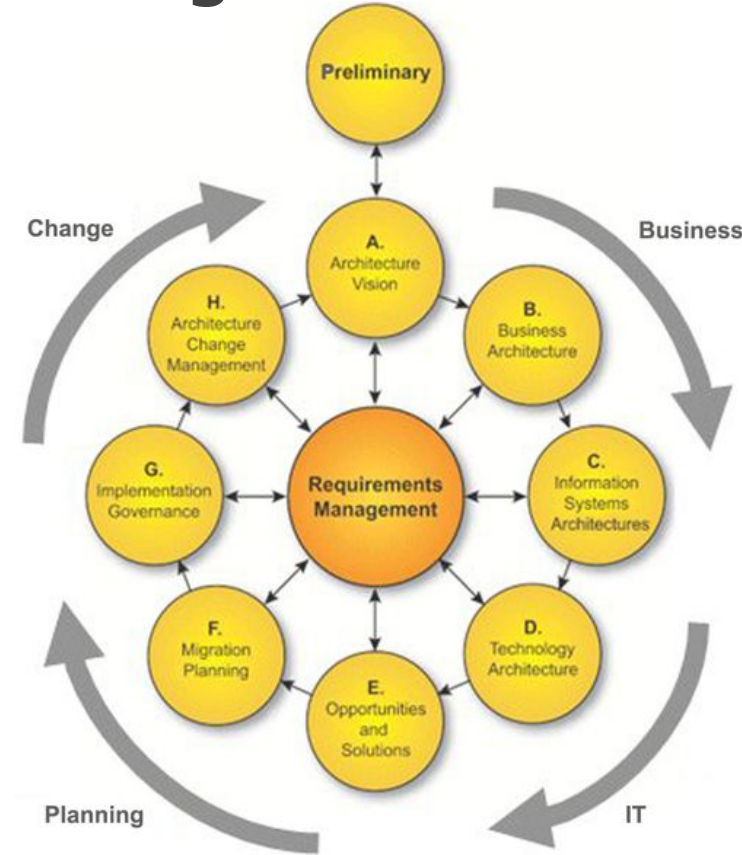 Preliminary
Change
Business
A.
Architecture
Vision
H.
Architecture
Change
Management
B.
Business
Architecture
G.
Implementation
Governance
Requirements
Management
C.
Information
Systems
Architectures
F.
Migration
Planning
D.
Technology
Architecture
E.
Opportunities
and
Solutions
Planning
IT